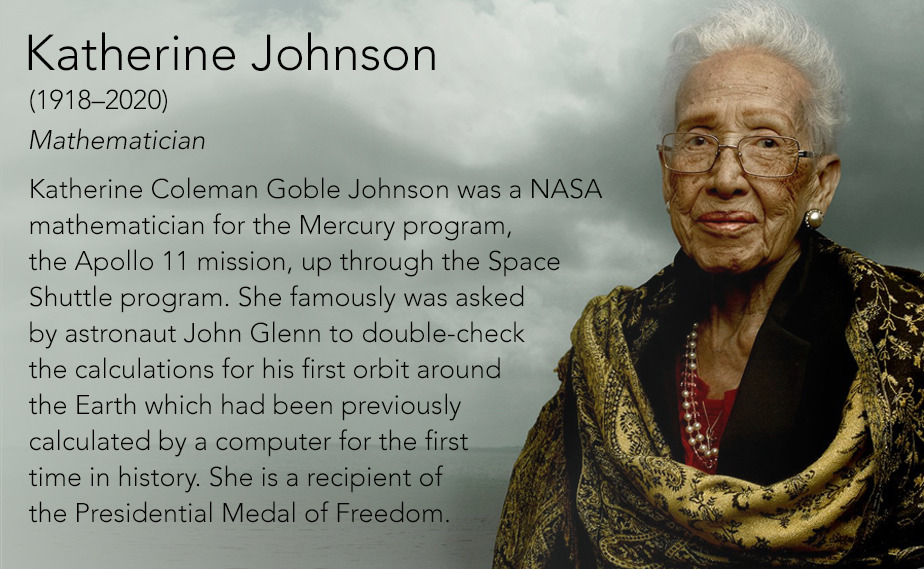 Katherine Johnson
(1918–2020)
Mathematician
Katherine Coleman Goble Johnson was a NASA
mathematician for the Mercury program,
the Apollo 11 mission, up through the Space
Shuttle program. She famously was asked
by astronaut John Glenn to double-check
the calculations for his first orbit around
the Earth which had been previously
calculated by a computer for the first
time in history. She is a recipient of
the Presidential Medal of Freedom.